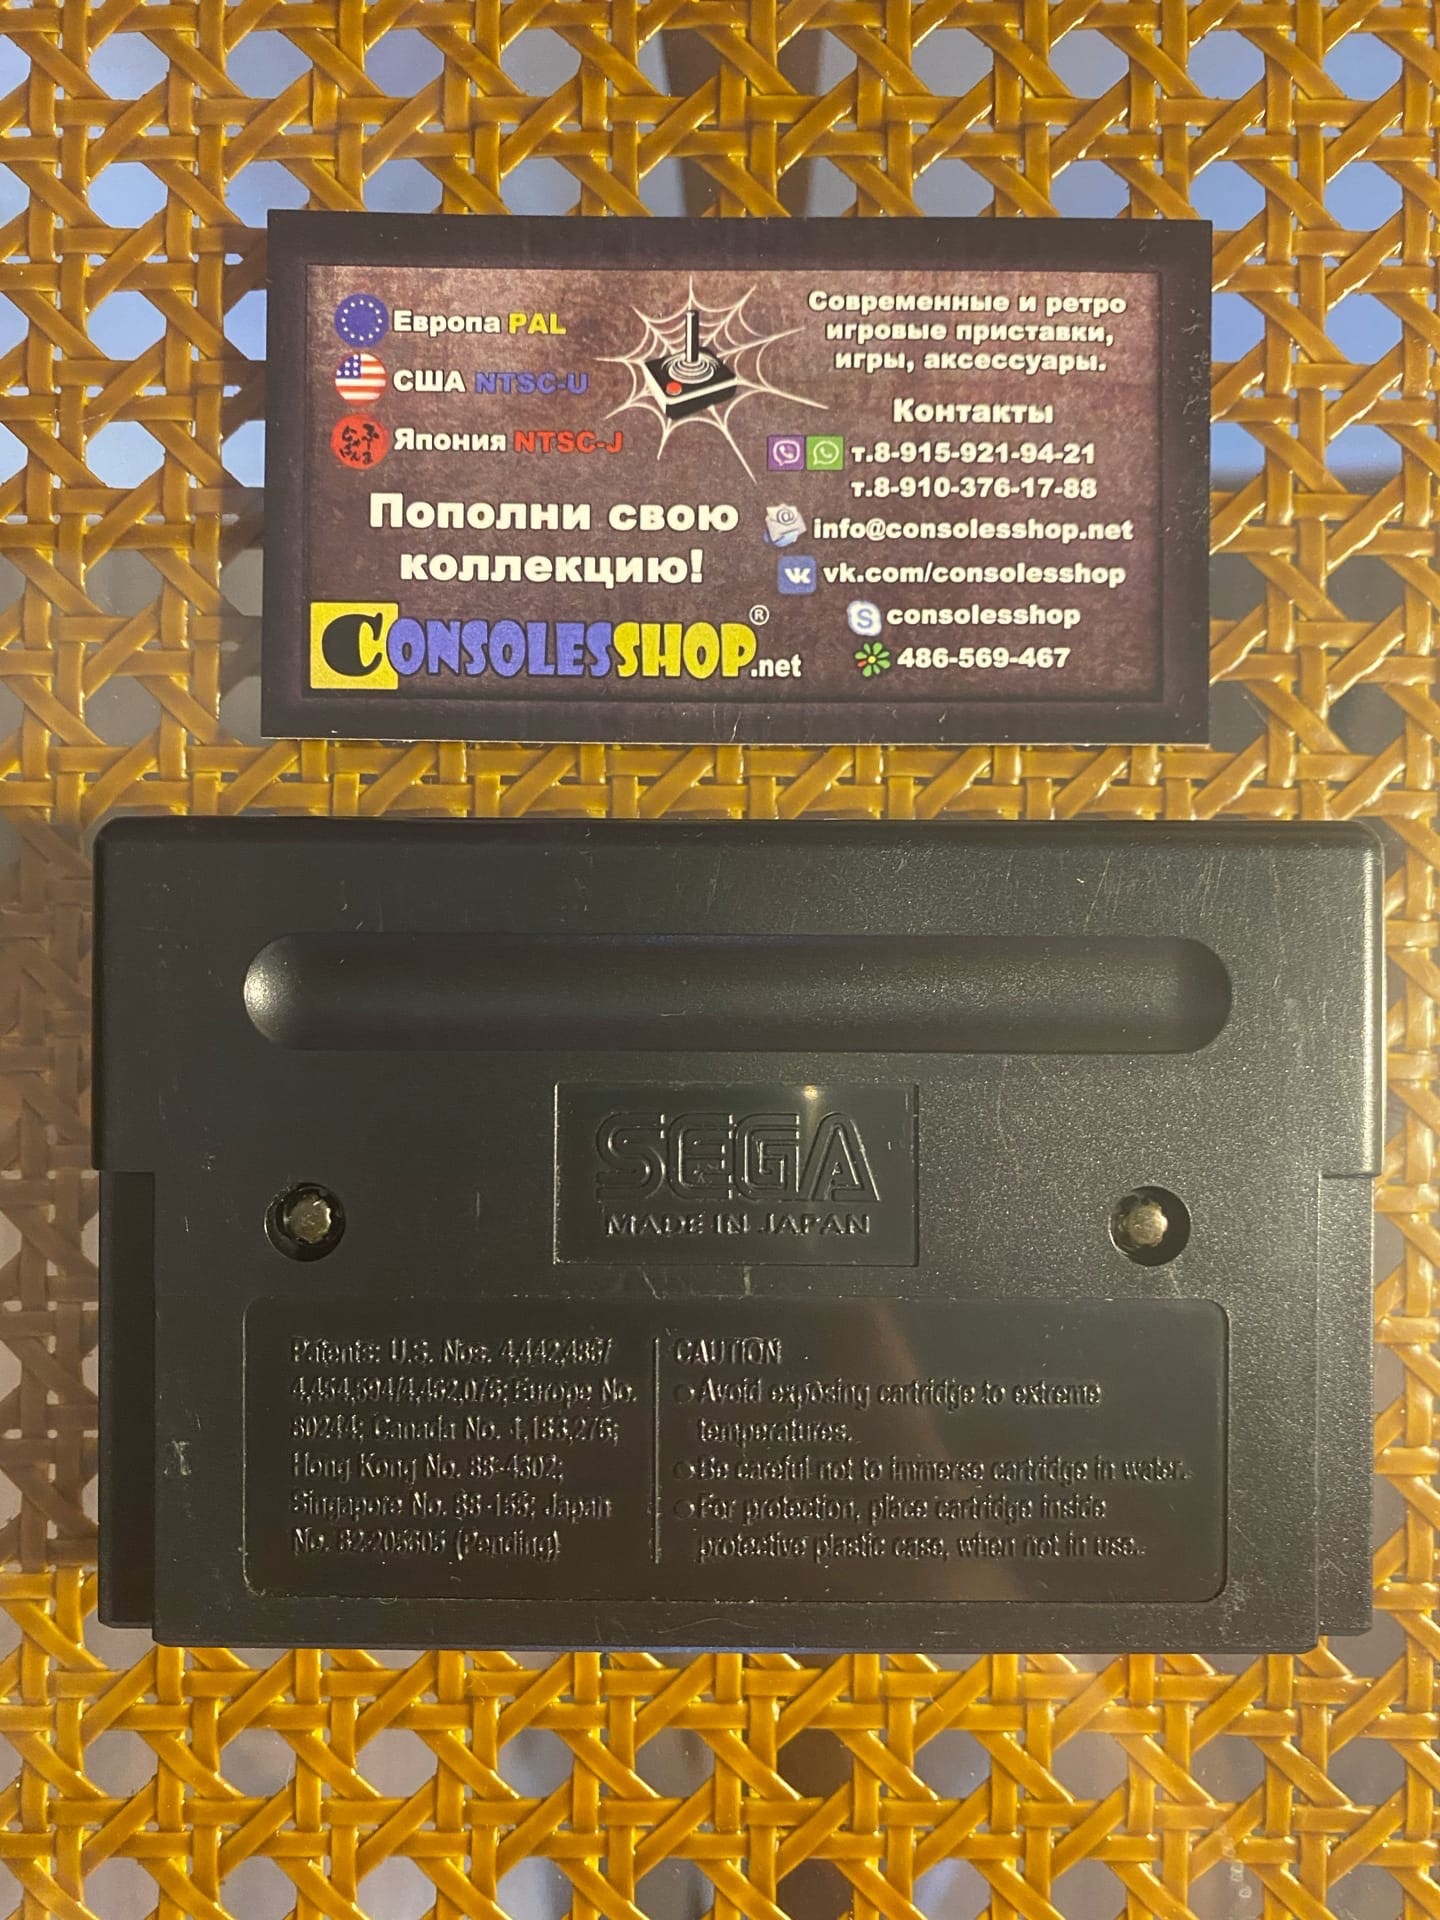 Европа PAL
США NTSC-U
Япония NTSC-J
Пополни свою
коллекцию!
CONSOLESSHOP®.net
Современные и ретро
игровые приставки,
игры, аксессуары.
Контакты
т.8-915-921-94-21
т.8-910-376-17-88
info@consolesshop.net
vk.com/consolesshop
consolesshop
486-569-467
SEGA
MADE IN JAPAN
Patents: U.S. Nos. 4,442,486/
4,454,594/4,462,076; Europe No.
80244; Canada No. 1,183,276;
Hong Kong No. 88-4302;
Singapore No. 88-155; Japan
No. 82-205605 (Pending)
CAUTION
• Avoid exposing cartridge to extreme
temperatures.
• Be careful not to immerse cartridge in water.
• For protection, place cartridge inside
protective plastic case, when not in use.